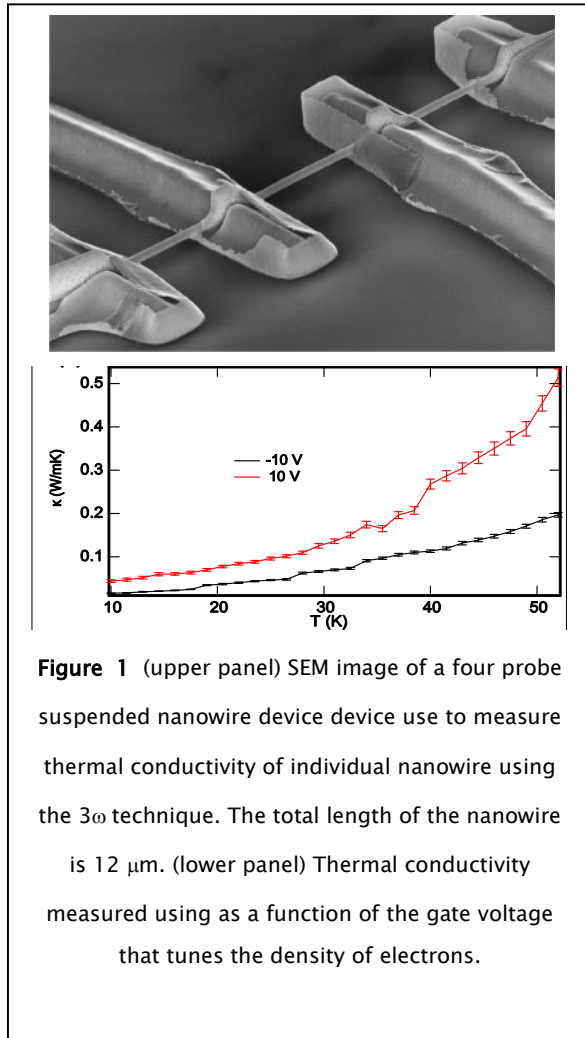 0.5
0.4
0.3
0.2
0.1
κ (W/mK)
-10 V
10 V
10 20 30 40 50
T (K)
Figure 1 (upper panel) SEM image of a four probe
suspended nanowire device device use to measure
thermal conductivity of individual nanowire using
the 3ω technique. The total length of the nanowire
is 12 μm. (lower panel) Thermal conductivity
measured using as a function of the gate voltage
that tunes the density of electrons.